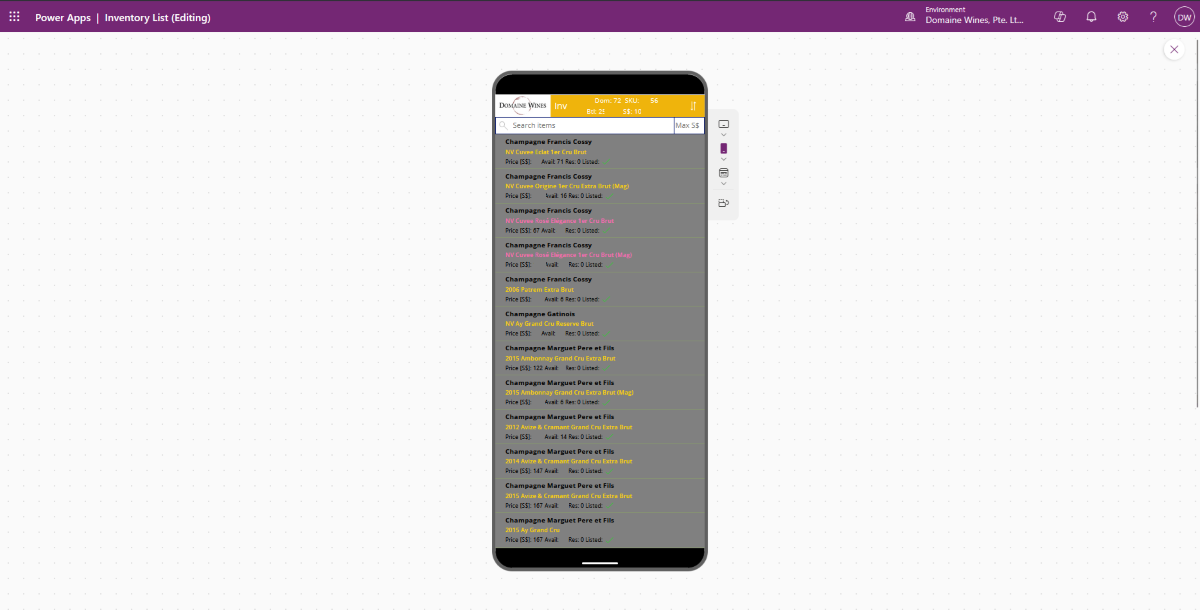 Power Apps | Inventory List (Editing)
Environment
Domaine Wines, Pte. Lt...
DW
DOMAINE WINES
Inv
Dom: 72 SKU: 56
Btl: 2! S$: 10
Search items
Max S$
Champagne Francis Cossy
NV Cuvee Eclat 1er Cru Brut
Price (S$): Avail: 71 Res: 0 Listed:
Champagne Francis Cossy
NV Cuvee Origine 1er Cru Extra Brut (Mag)
Price (S$): Avail: 16 Res: 0 Listed:
Champagne Francis Cossy
NV Cuvee Rosé Elégance 1er Cru Brut
Price (S$): 67 Avail: Res: 0 Listed:
Champagne Francis Cossy
NV Cuvee Rosé Elégance 1er Cru Brut (Mag)
Price (S$): Avail: Res: 0 Listed:
Champagne Francis Cossy
2006 Patrem Extra Brut
Price (S$): Avail: 6 Res: 0 Listed:
Champagne Gatinois
NV Ay Grand Cru Reserve Brut
Price (S$): Avail: Res: 0 Listed:
Champagne Marguet Pere et Fils
2015 Ambonnay Grand Cru Extra Brut
Price (S$): 122 Avail: Res: 0 Listed:
Champagne Marguet Pere et Fils
2015 Ambonnay Grand Cru Extra Brut (Mag)
Price (S$): Avail: 6 Res: 0 Listed:
Champagne Marguet Pere et Fils
2012 Avize & Cramant Grand Cru Extra Brut
Price (S$): Avail: 14 Res: 0 Listed:
Champagne Marguet Pere et Fils
2014 Avize & Cramant Grand Cru Extra Brut
Price (S$): 147 Avail: Res: 0 Listed:
Champagne Marguet Pere et Fils
2015 Avize & Cramant Grand Cru Extra Brut
Price (S$): 167 Avail: Res: 0 Listed:
Champagne Marguet Pere et Fils
2015 Ay Grand Cru
Price (S$): 167 Avail: Res: 0 Listed: